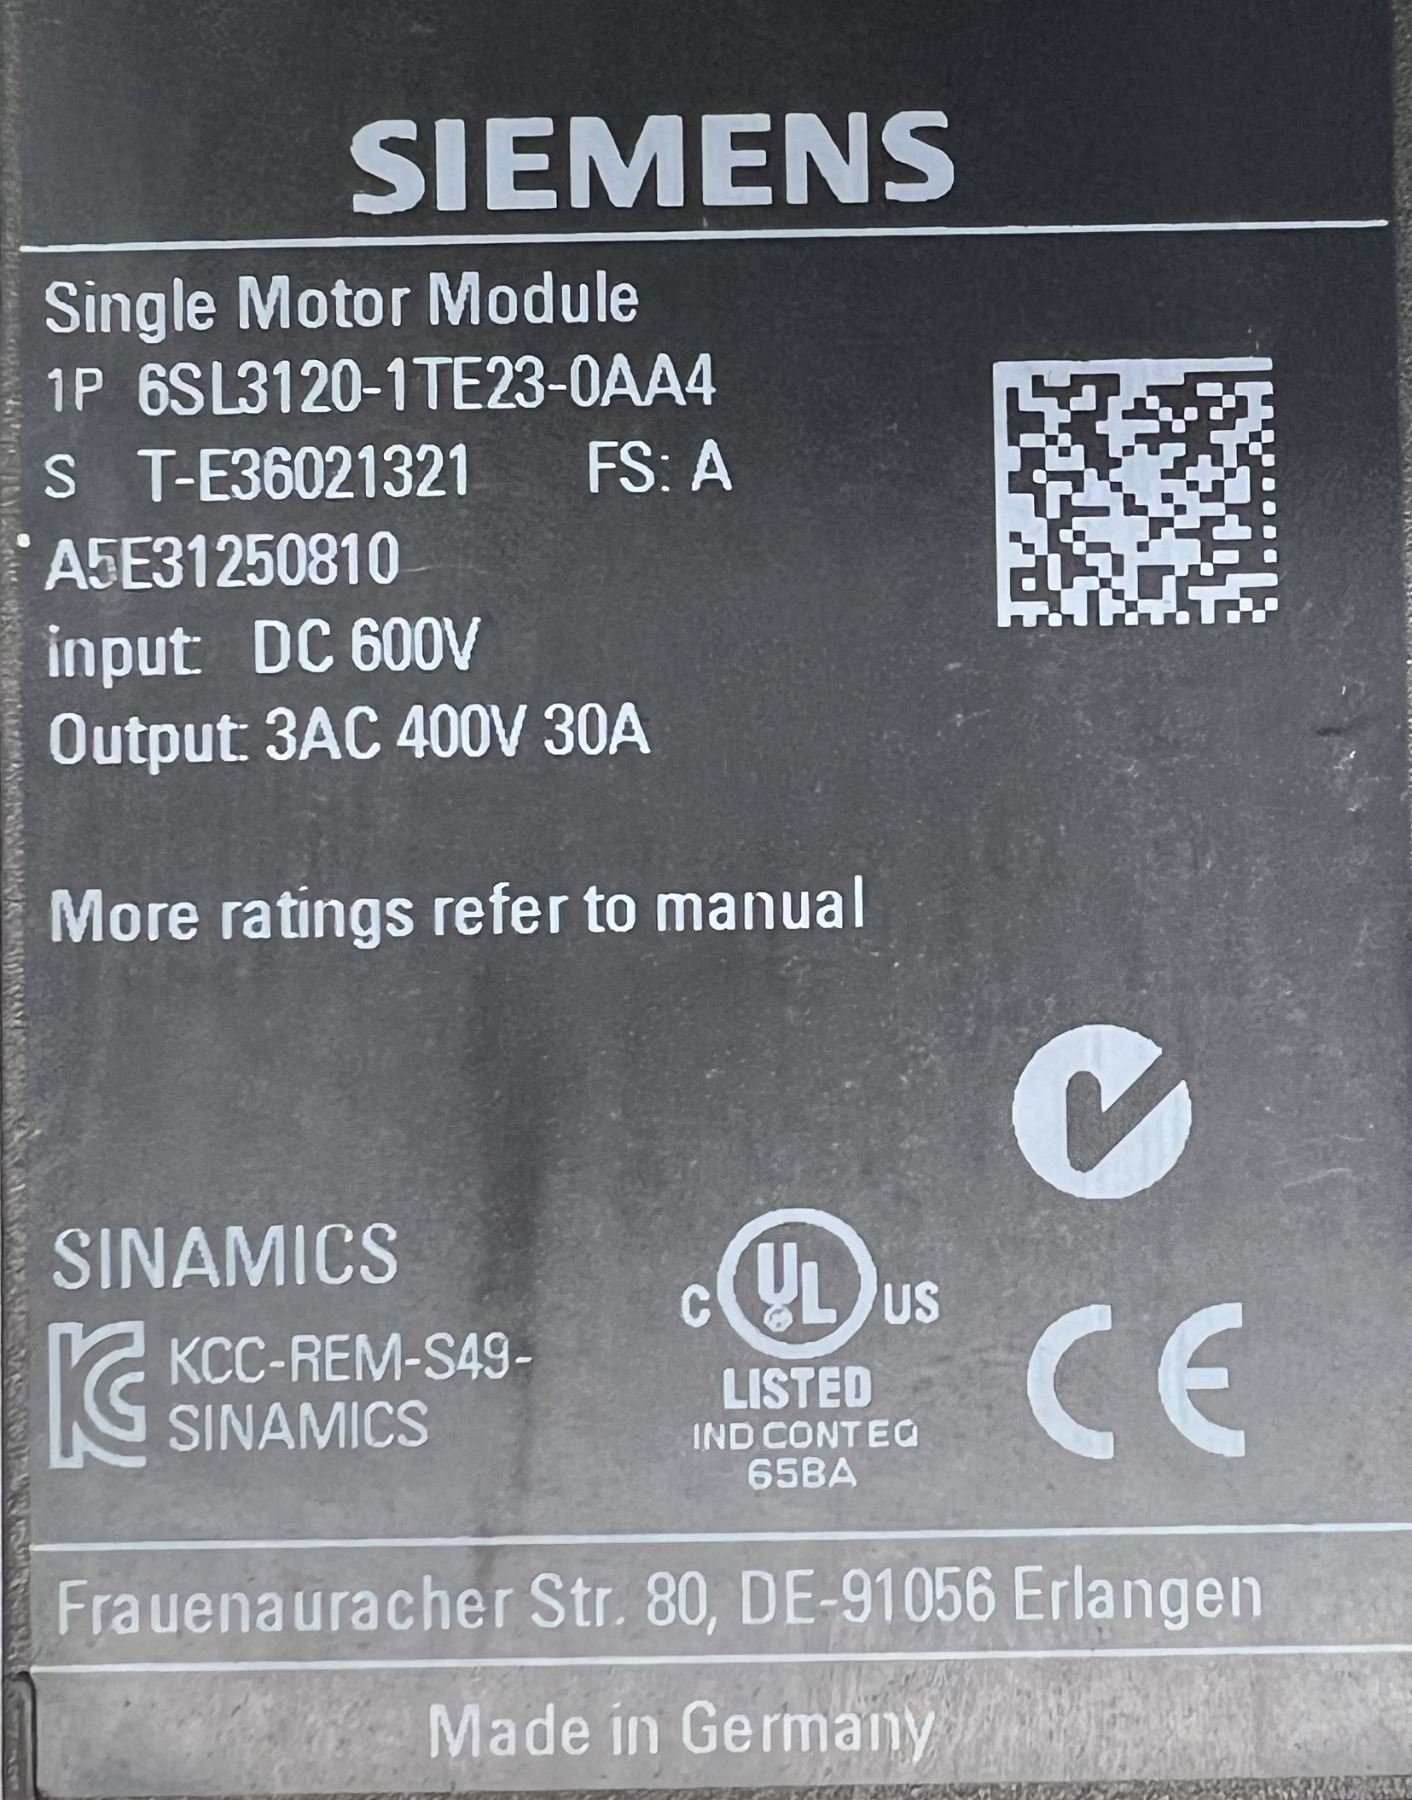 SIEMENS
Single Motor Module
1P 6SL3120-1TE23-0AA4
S T-E36021321 FS: A
A5E31250810
input: DC 600V
Output: 3AC 400V 30A
More ratings refer to manual
SINAMICS
KCC-REM-S49-
SINAMICS
C UL US
LISTED
IND CONT EQ
65BA
CE
Frauenauracher Str. 80, DE-91056 Erlangen
Made in Germany